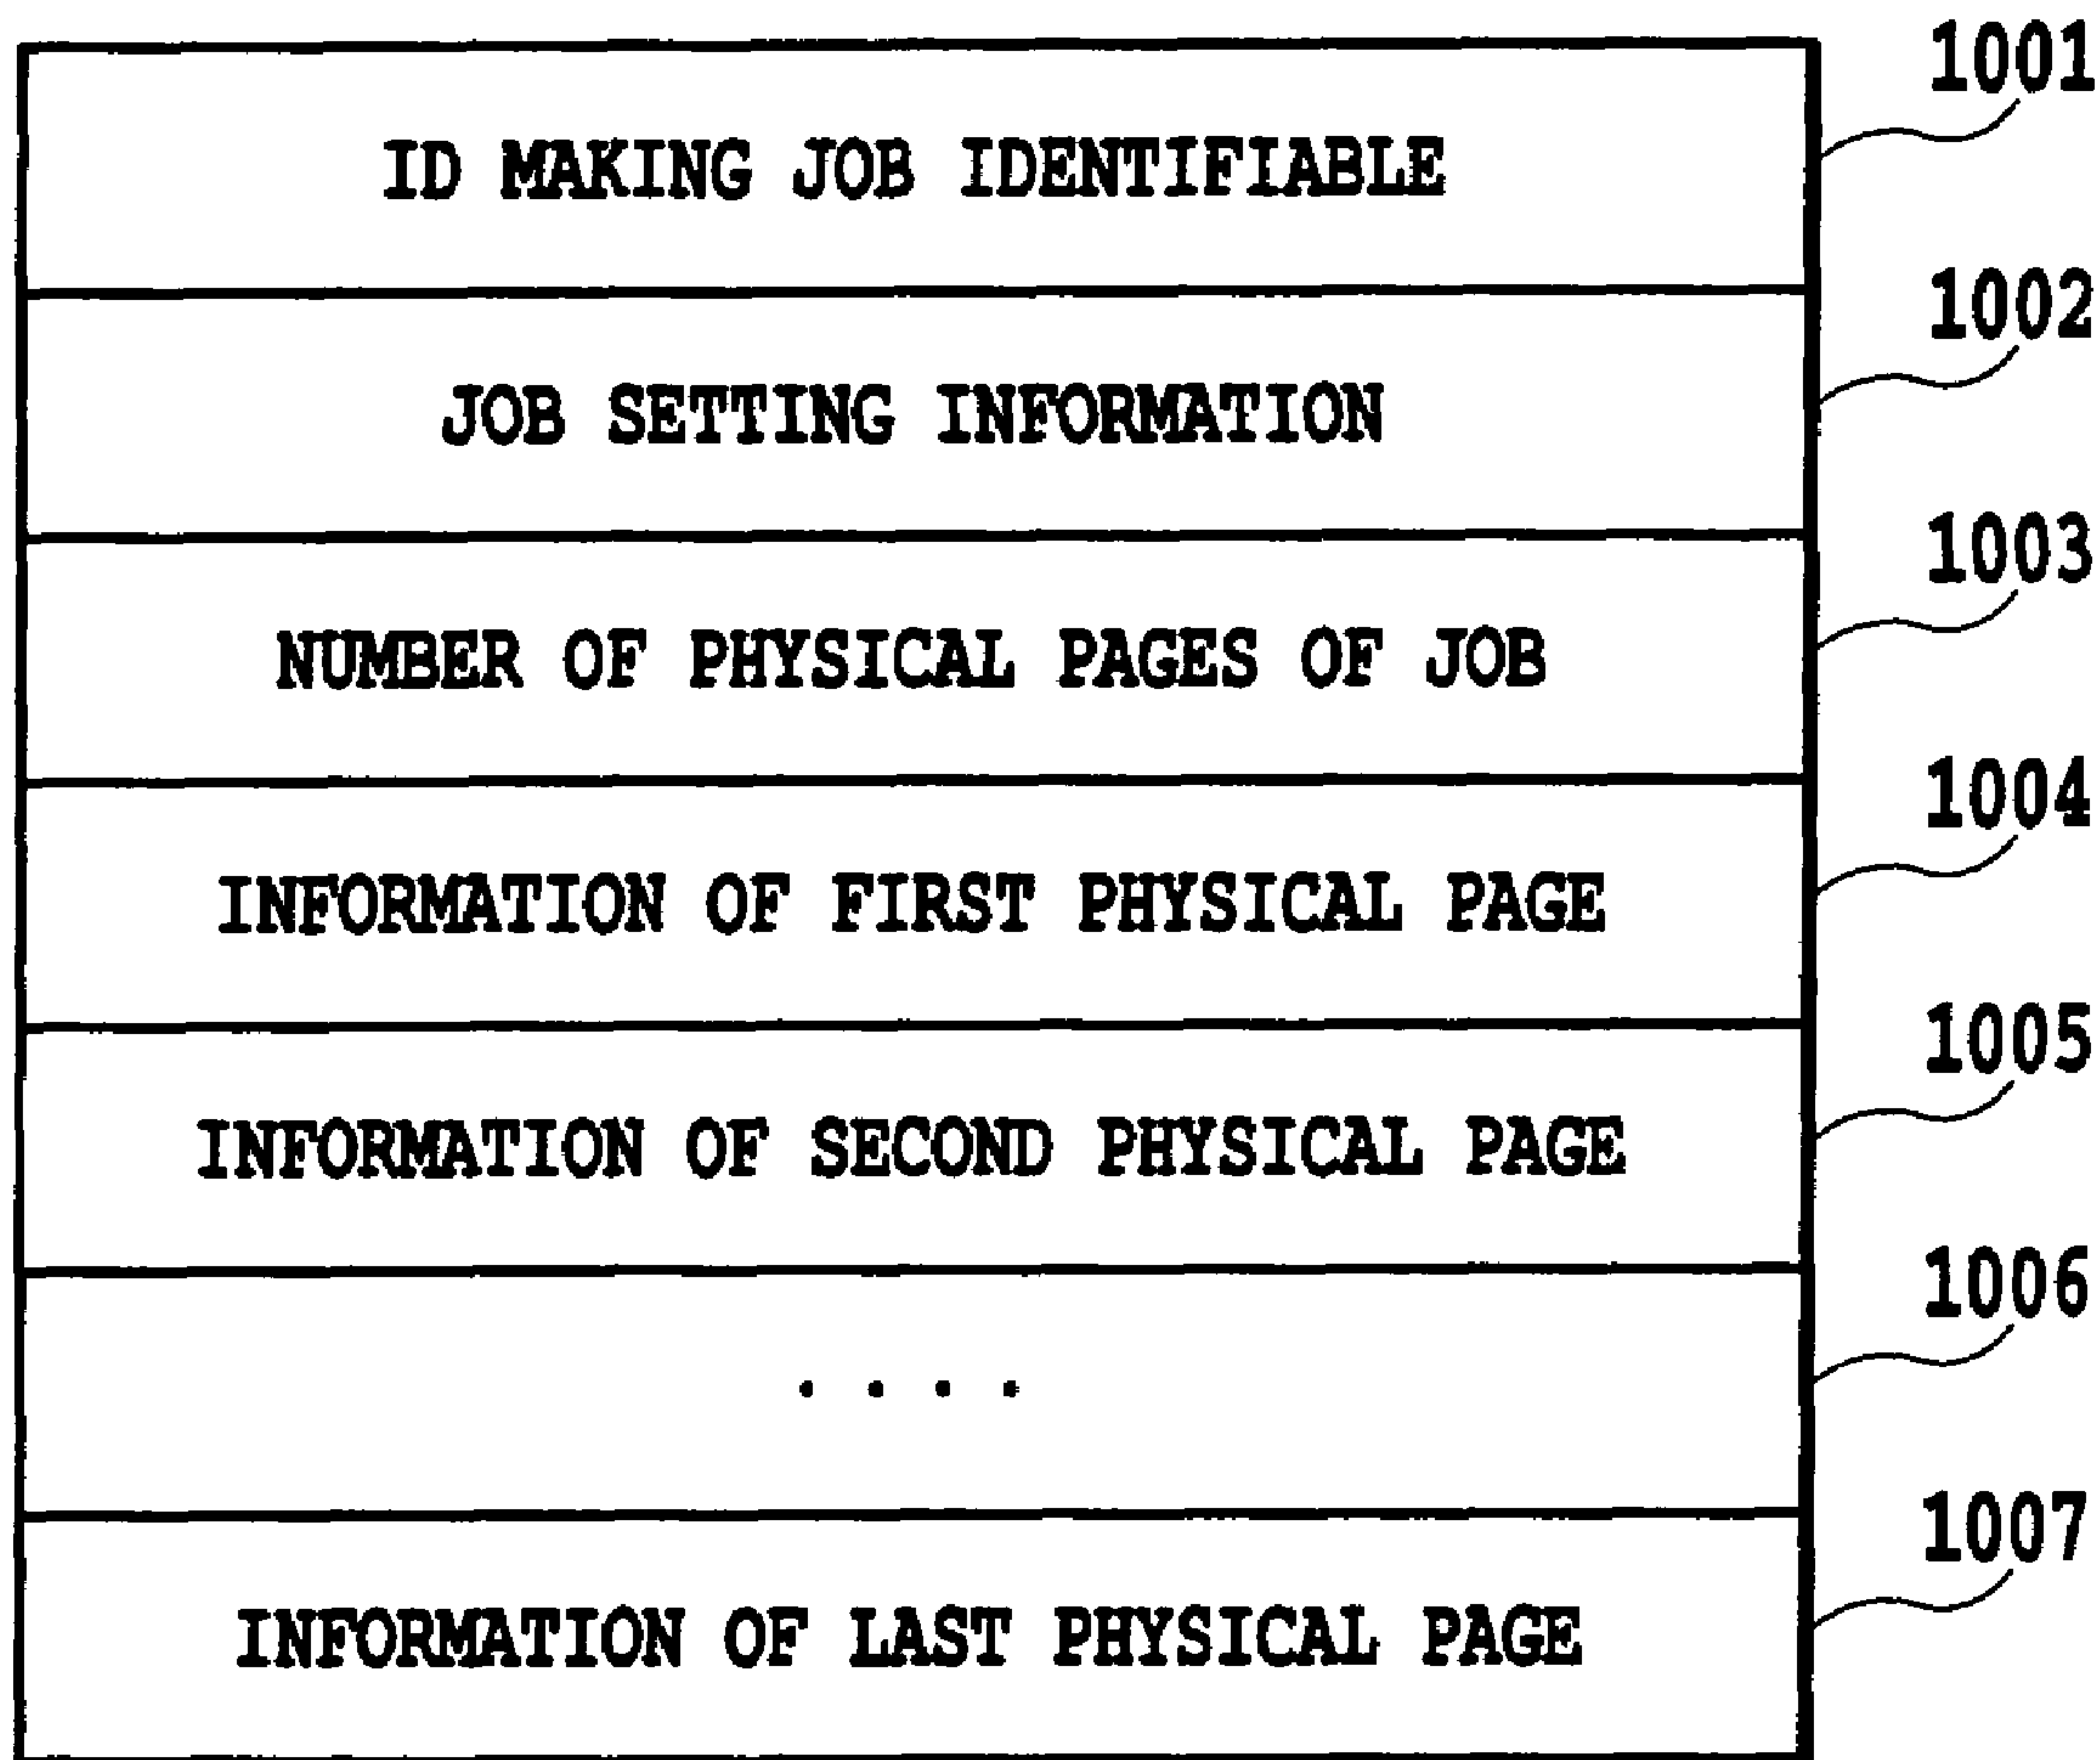 1001
ID MAKING JOB IDENTIFIABLE
1002
JOB SETTING INFORMATION
1003
NUMBER OF PHYSICAL PAGES OF JOB
1004
INFORMATION OF FIRST PHYSICAL PAGE
1005
INFORMATION OF SECOND PHYSICAL PAGE
1006
. . . .
1007
INFORMATION OF LAST PHYSICAL PAGE